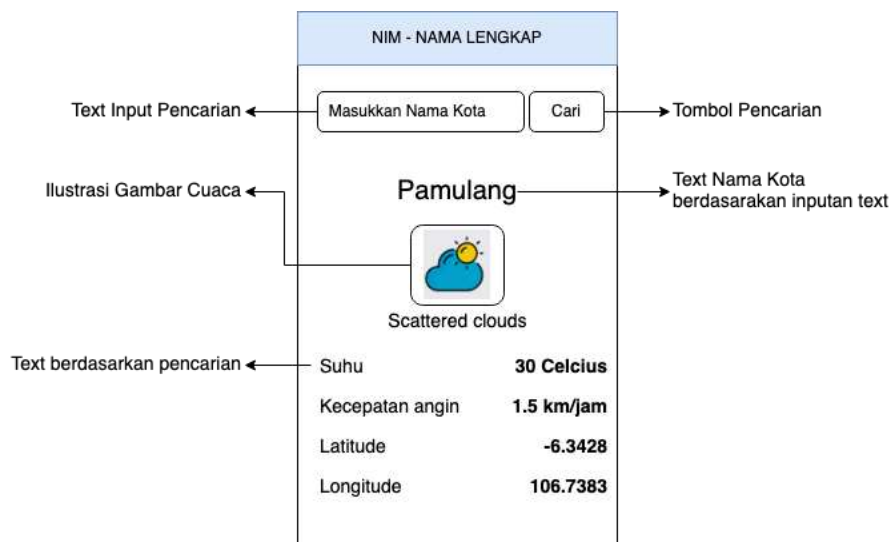 NIM - NAMA LENGKAP
Text Input Pencarian
Masukkan Nama Kota
Cari
Tombol Pencarian
Ilustrasi Gambar Cuaca
Pamulang
Text Nama Kota
berdasarakan inputan text
Scattered clouds
Text berdasarkan pencarian
Suhu 30 Celcius
Kecepatan angin 1.5 km/jam
Latitude -6.3428
Longitude 106.7383